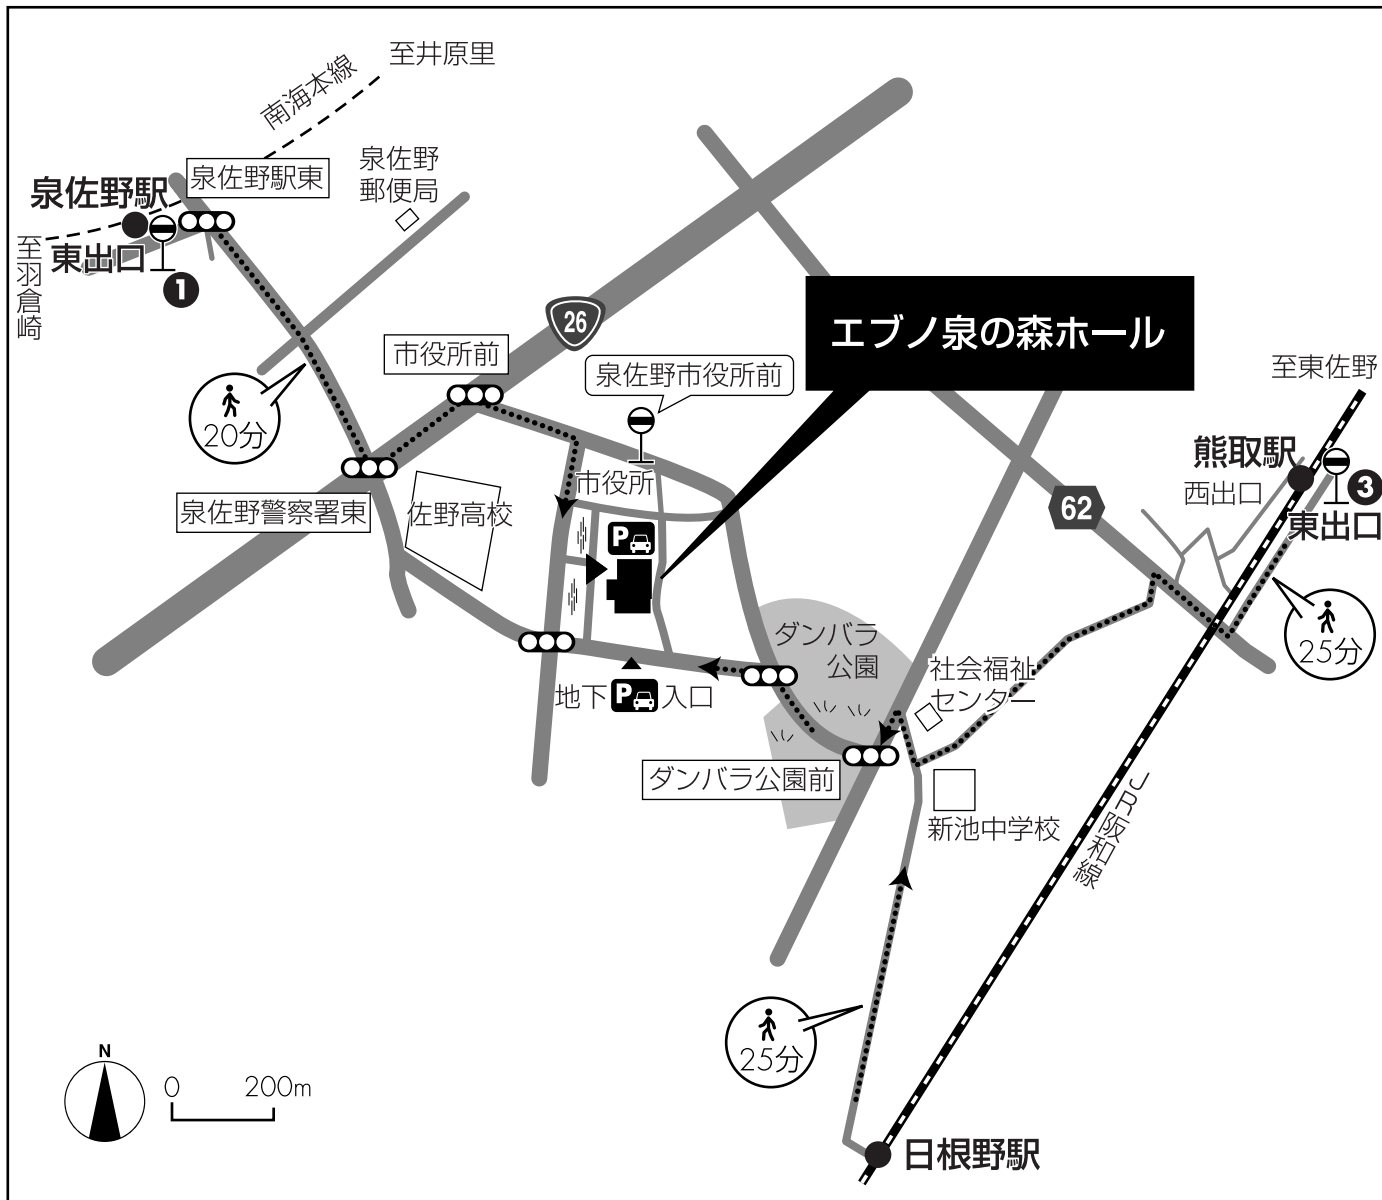 至井原里
南海本線
泉佐野駅東
泉佐野
郵便局
泉佐野駅
東出口
至羽倉崎
1
26
エブノ泉の森ホール
市役所前
泉佐野市役所前
至東佐野
20分
熊取駅
西出口
3
東出口
市役所
泉佐野警察署東
佐野高校
62
P
25分
ダンバラ
公園
社会福祉
センター
地下P入口
ダンバラ公園前
新池中学校
JR阪和線
25分
N
0 200m
日根野駅